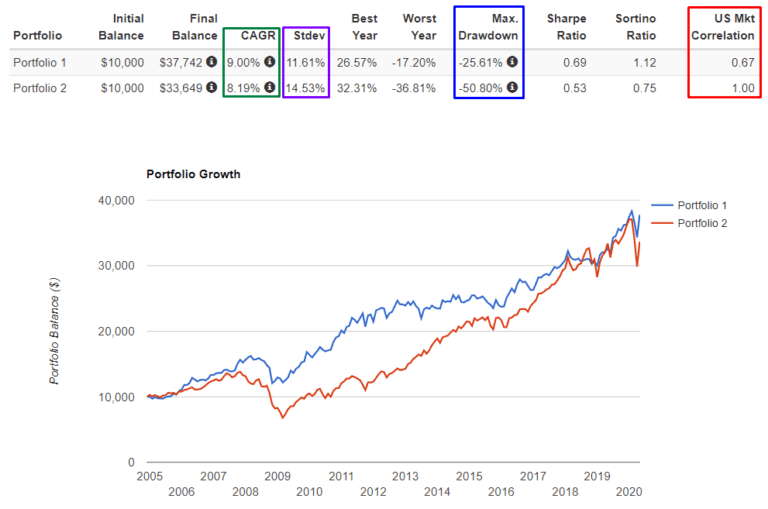 Initial Final Best Worst Max. Sharpe Sortino US Mkt
Portfolio Balance Balance CAGR Stdev Year Year Drawdown Ratio Ratio Correlation
Portfolio 1 $10,000 $37,742 9.00% 11.61% 26.57% -17.20% -25.61% 0.69 1.12 0.67
Portfolio 2 $10,000 $33,649 8.19% 14.53% 32.31% -36.81% -50.80% 0.53 0.75 1.00
Portfolio Growth
40,000
30,000
20,000
10,000
0
Portfolio Balance ($)
Portfolio 1
Portfolio 2
2005 2007 2009 2011 2013 2015 2017 2019
2006 2008 2010 2012 2014 2016 2018 2020